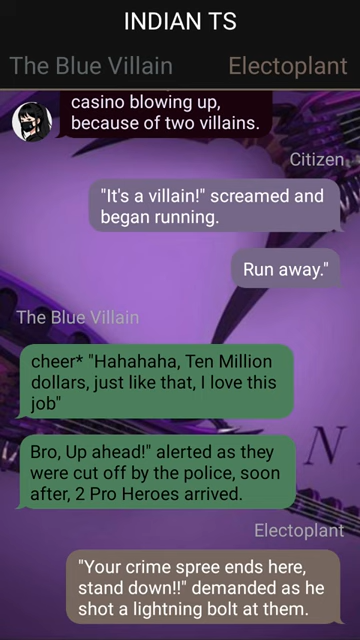 INDIAN TS
The Blue Villain Electoplant
casino blowing up,
because of two villains.
Citizen
"It's a villain!" screamed and
began running.
Run away."
The Blue Villain
cheer* "Hahahaha, Ten Million
dollars, just like that, I love this
job"
Bro, Up ahead!" alerted as they
were cut off by the police, soon
after, 2 Pro Heroes arrived.
N
Electoplant
"Your crime spree ends here,
stand down!!" demanded as he
shot a lightning bolt at them.